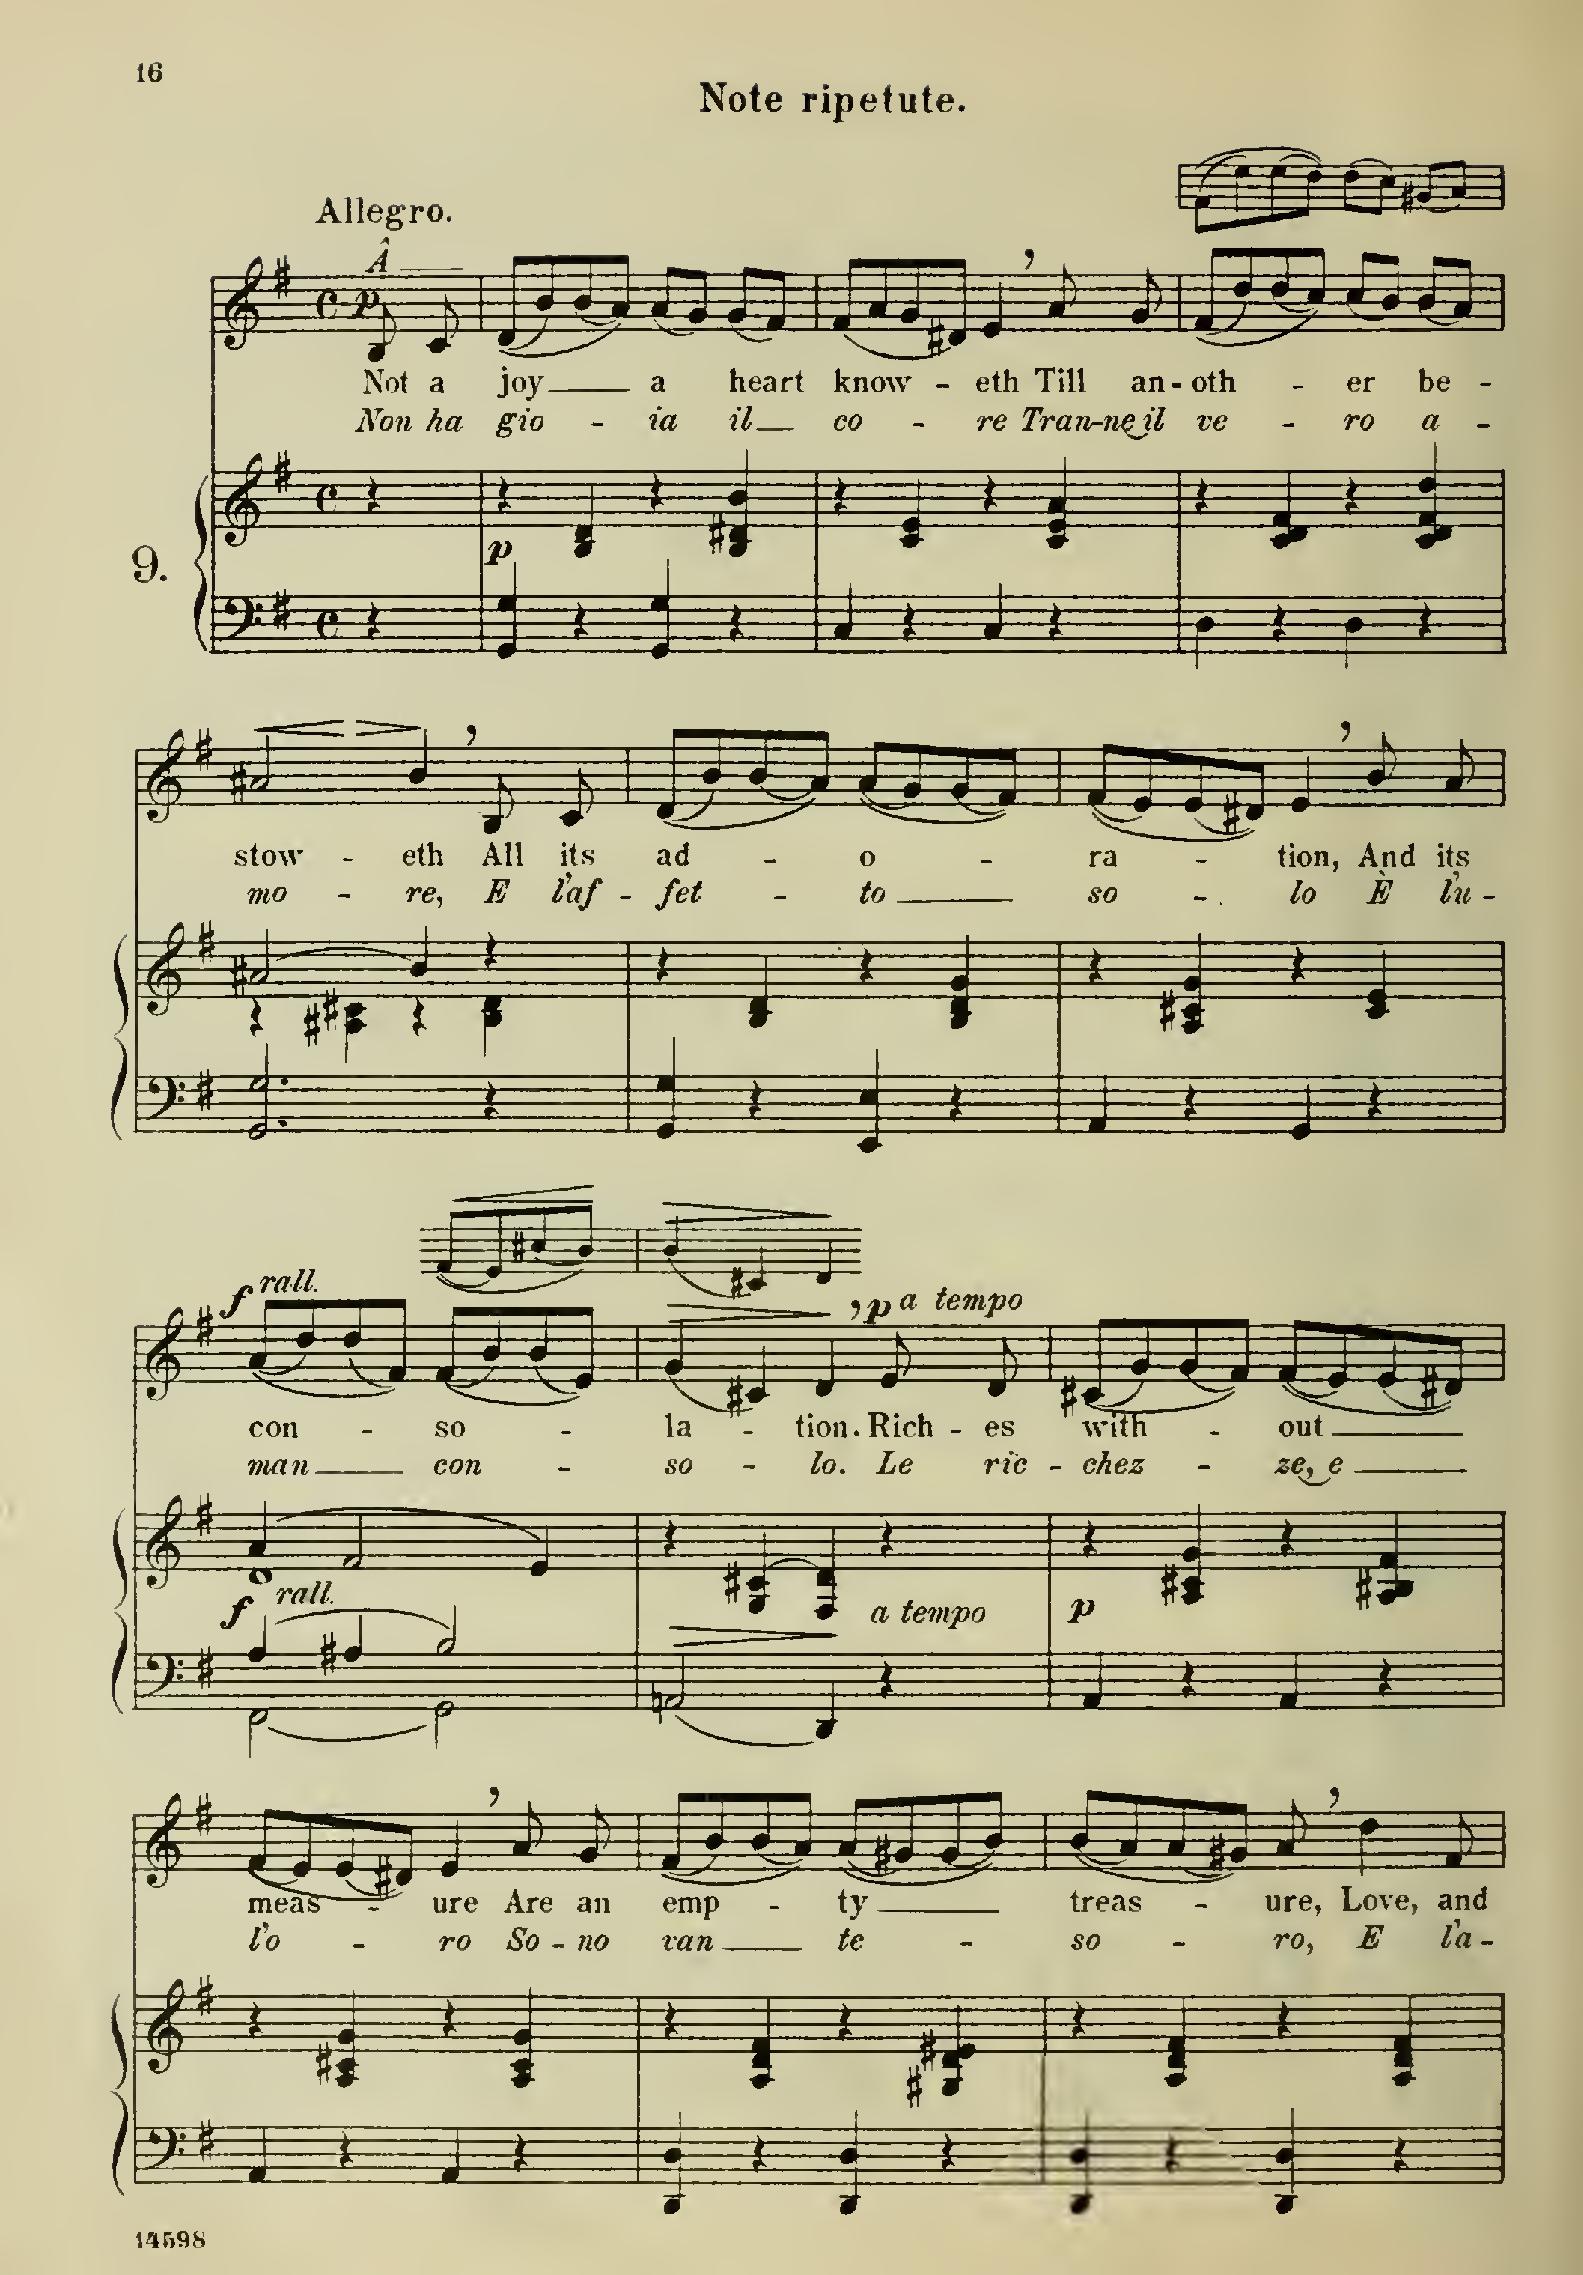 16
Note ripetute.
Allegro.
A
p
Not a joy a heart know - eth Till an - oth - er be -
Non ha gio - ia il co - re Tran-ne il ve - ro a -
p
9.
stow - eth All its ad - o - ra - tion, And its
mo - re, E l'af - fet - to so - lo È l'u -
f rall.
p a tempo
con - so - la - tion. Rich - es with - out
man con - so - lo. Le ric - chez - ze, e
f rall.
a tempo
p
meas - ure Are an emp - ty treas - ure, Love, and
l'o - ro So - no van te - so - ro, E l'a -
14598